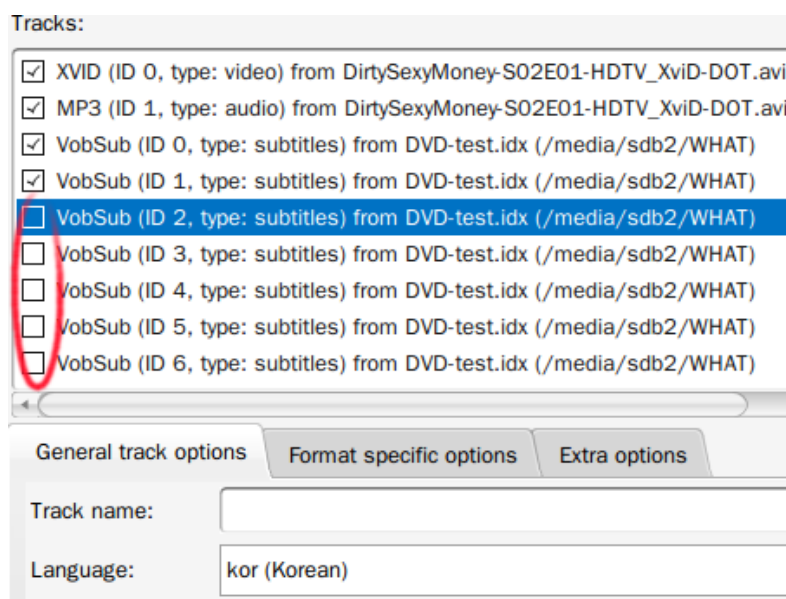 Tracks:
XVID (ID 0, type: video) from DirtySexyMoney-S02E01-HDTV_XviD-DOT.avi
MP3 (ID 1, type: audio) from DirtySexyMoney-S02E01-HDTV_XviD-DOT.avi
VobSub (ID 0, type: subtitles) from DVD-test.idx (/media/sdb2/WHAT)
VobSub (ID 1, type: subtitles) from DVD-test.idx (/media/sdb2/WHAT)
VobSub (ID 2, type: subtitles) from DVD-test.idx (/media/sdb2/WHAT)
VobSub (ID 3, type: subtitles) from DVD-test.idx (/media/sdb2/WHAT)
VobSub (ID 4, type: subtitles) from DVD-test.idx (/media/sdb2/WHAT)
VobSub (ID 5, type: subtitles) from DVD-test.idx (/media/sdb2/WHAT)
VobSub (ID 6, type: subtitles) from DVD-test.idx (/media/sdb2/WHAT)
General track options Format specific options Extra options
Track name:
Language: kor (Korean)